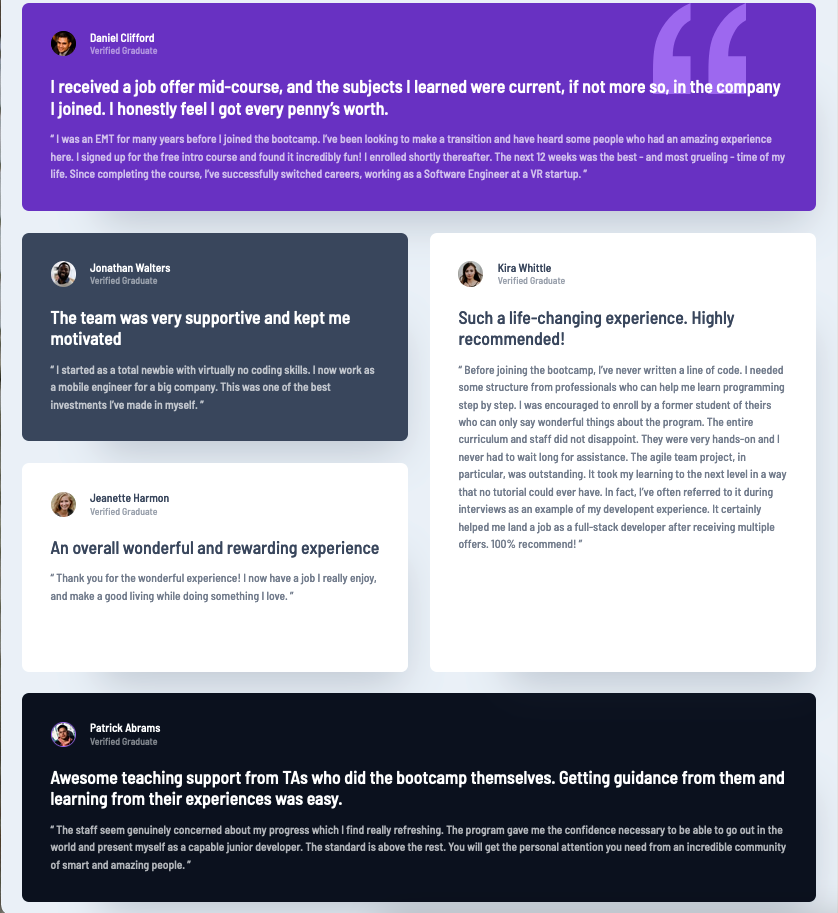 “
Daniel Clifford
Verified Graduate
I received a job offer mid-course, and the subjects I learned were current, if not more so, in the company
I joined. I honestly feel I got every penny’s worth.
“ I was an EMT for many years before I joined the bootcamp. I’ve been looking to make a transition and have heard some people who had an amazing experience
here. I signed up for the free intro course and found it incredibly fun! I enrolled shortly thereafter. The next 12 weeks was the best - and most grueling - time of my
life. Since completing the course, I’ve successfully switched careers, working as a Software Engineer at a VR startup. ”
Jonathan Walters
Verified Graduate
The team was very supportive and kept me
motivated
“ I started as a total newbie with virtually no coding skills. I now work as
a mobile engineer for a big company. This was one of the best
investments I’ve made in myself. ”
Kira Whittle
Verified Graduate
Such a life-changing experience. Highly
recommended!
“ Before joining the bootcamp, I’ve never written a line of code. I needed
some structure from professionals who can help me learn programming
step by step. I was encouraged to enroll by a former student of theirs
who can only say wonderful things about the program. The entire
curriculum and staff did not disappoint. They were very hands-on and I
never had to wait long for assistance. The agile team project, in
particular, was outstanding. It took my learning to the next level in a way
that no tutorial could ever have. In fact, I’ve often referred to it during
interviews as an example of my developent experience. It certainly
helped me land a job as a full-stack developer after receiving multiple
offers. 100% recommend! ”
Jeanette Harmon
Verified Graduate
An overall wonderful and rewarding experience
“ Thank you for the wonderful experience! I now have a job I really enjoy,
and make a good living while doing something I love. ”
Patrick Abrams
Verified Graduate
Awesome teaching support from TAs who did the bootcamp themselves. Getting guidance from them and
learning from their experiences was easy.
“ The staff seem genuinely concerned about my progress which I find really refreshing. The program gave me the confidence necessary to be able to go out in the
world and present myself as a capable junior developer. The standard is above the rest. You will get the personal attention you need from an incredible community
of smart and amazing people. ”